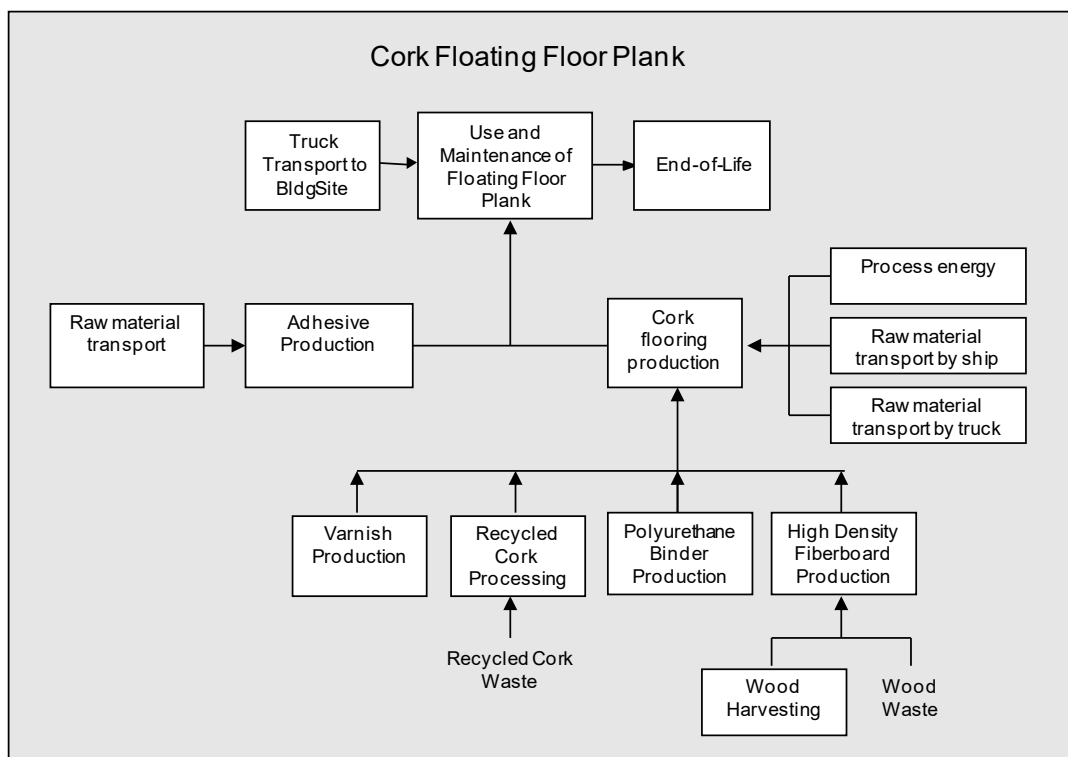 Cork Floating Floor Plank
Truck
Transport to
BldgSite
Use and
Maintenance of
Floating Floor
Plank
End-of-Life
Process energy
Raw material
transport
Adhesive
Production
Cork
flooring
production
Raw material
transport by ship
Raw material
transport by truck
Varnish
Production
Recycled
Cork
Processing
Polyurethane
Binder
Production
High Density
Fiberboard
Production
Recycled Cork
Waste
Wood
Harvesting
Wood
Waste